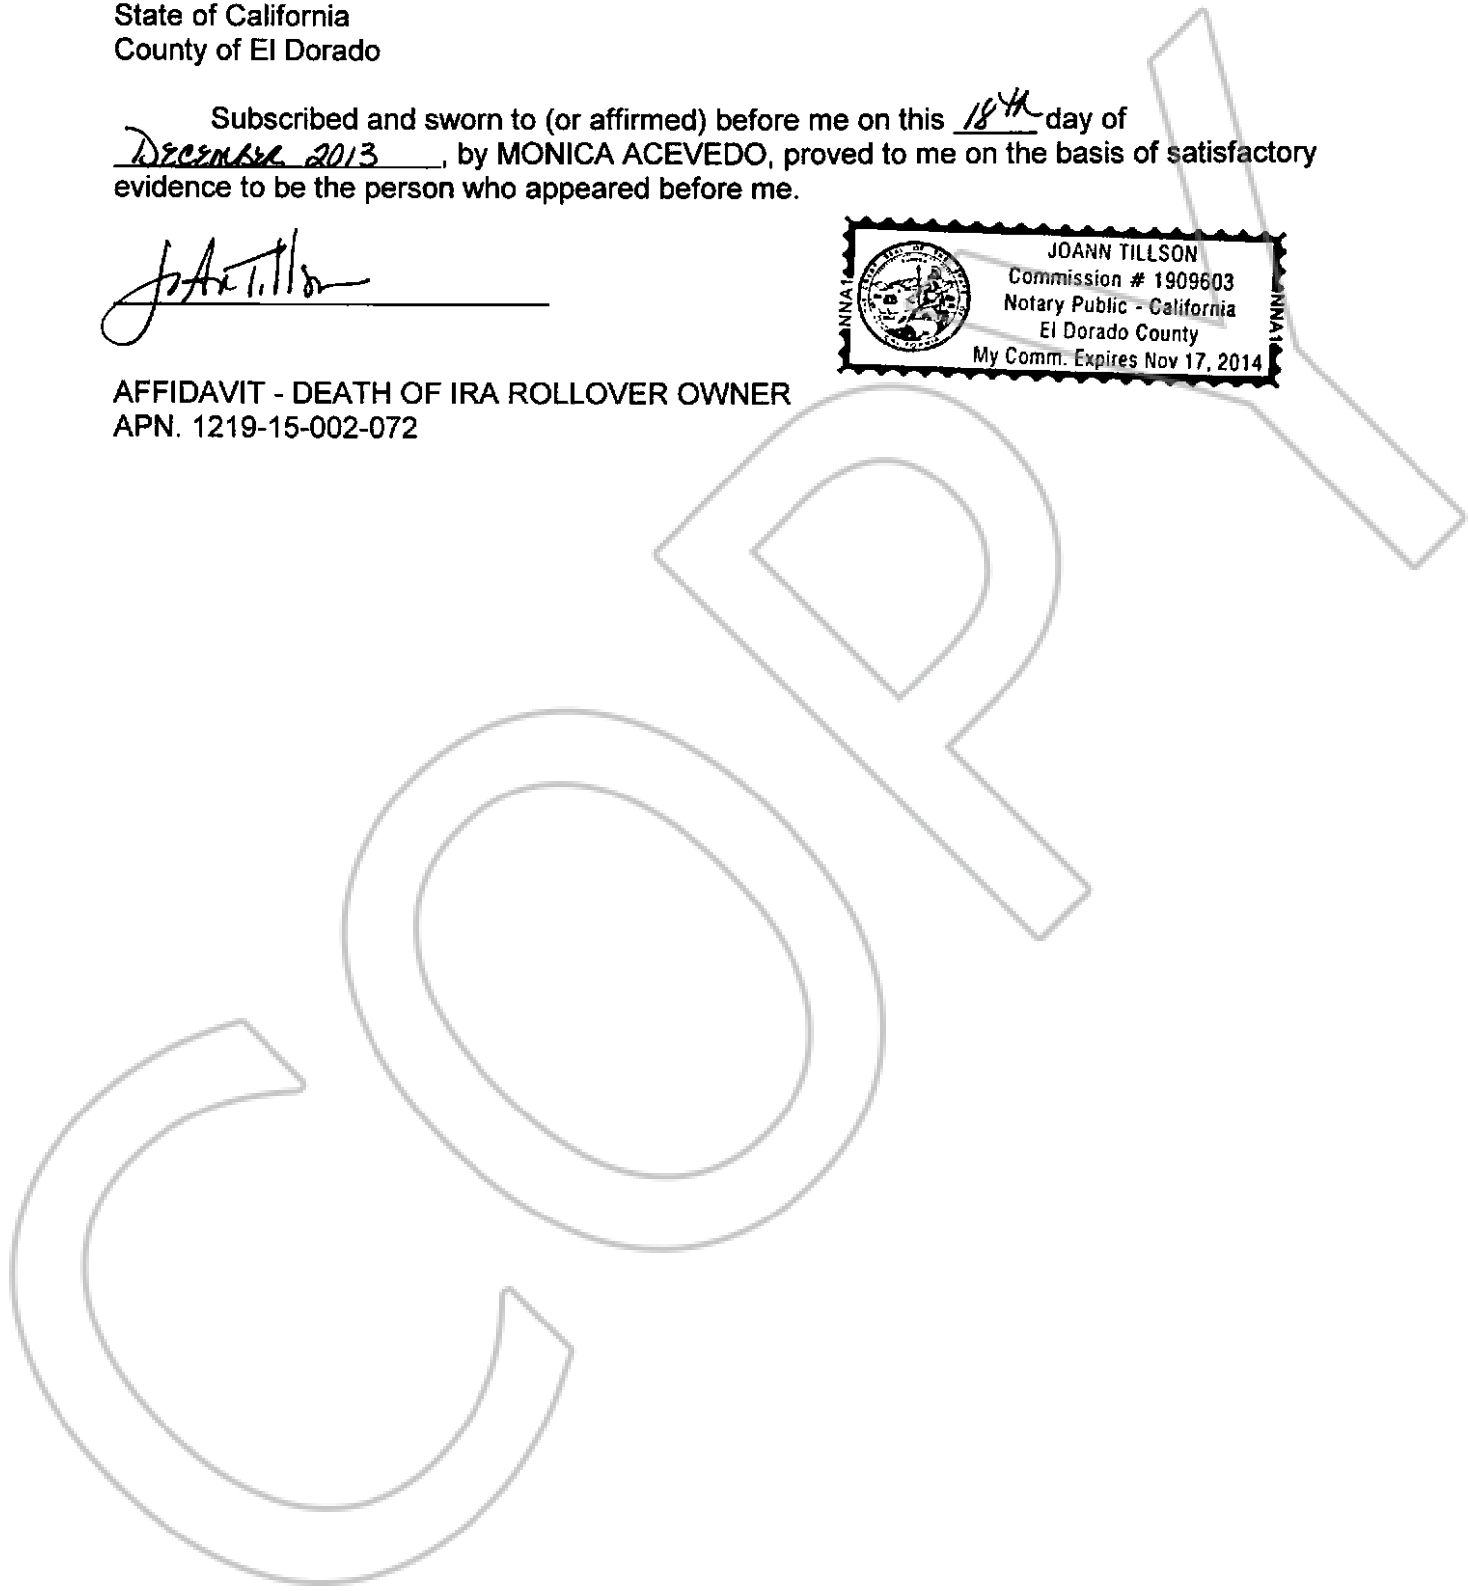 State of California
County of El Dorado
Subscribed and sworn to (or affirmed) before me on this 18th day of
DECEMBER 2013, by MONICA ACEVEDO, proved to me on the basis of satisfactory
evidence to be the person who appeared before me.
JoAnn Tillson
JOANN TILLSON
Commission # 1909603
Notary Public - California
El Dorado County
My Comm. Expires Nov 17, 2014
AFFIDAVIT - DEATH OF IRA ROLLOVER OWNER
APN. 1219-15-002-072
COPY